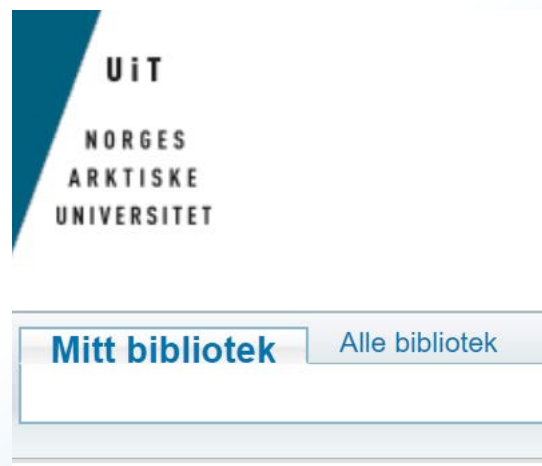 UiT
NORGES
ARKTISKE
UNIVERSITET
Mitt bibliotek Alle bibliotek